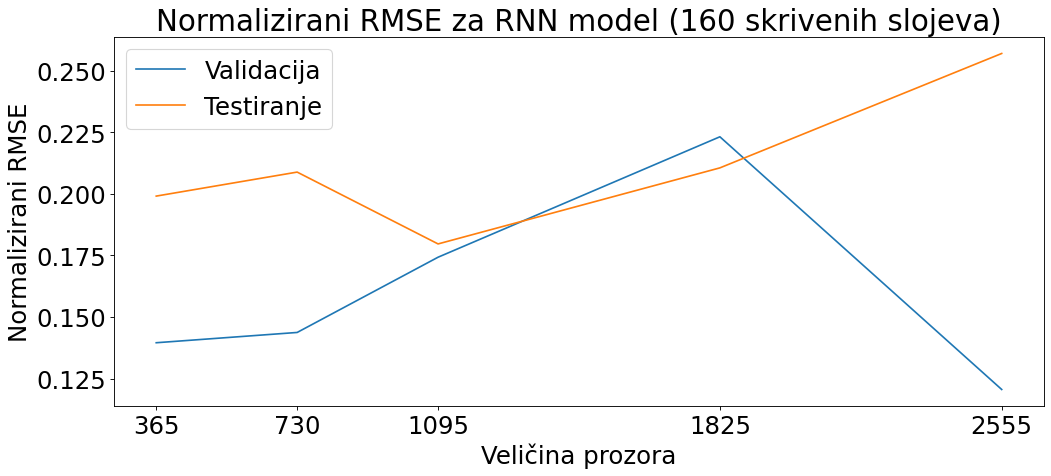 Normalizirani RMSE za RNN model (160 skrivenih slojeva)
Validacija
Testiranje
Normalizirani RMSE
0.250
0.225
0.200
0.175
0.150
0.125
365 730 1095 1825 2555
Veličina prozora